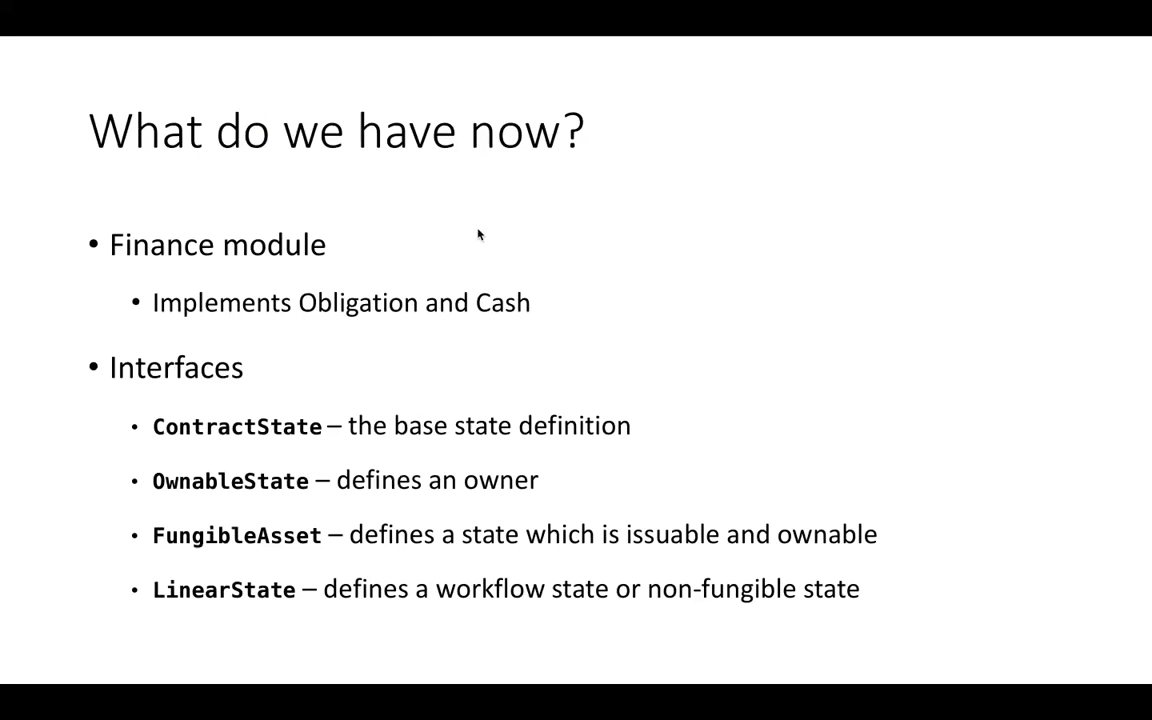 What do we have now?
• Finance module
• Implements Obligation and Cash
• Interfaces
• ContractState – the base state definition
• OwnableState – defines an owner
• FungibleAsset – defines a state which is issuable and ownable
• LinearState – defines a workflow state or non-fungible state